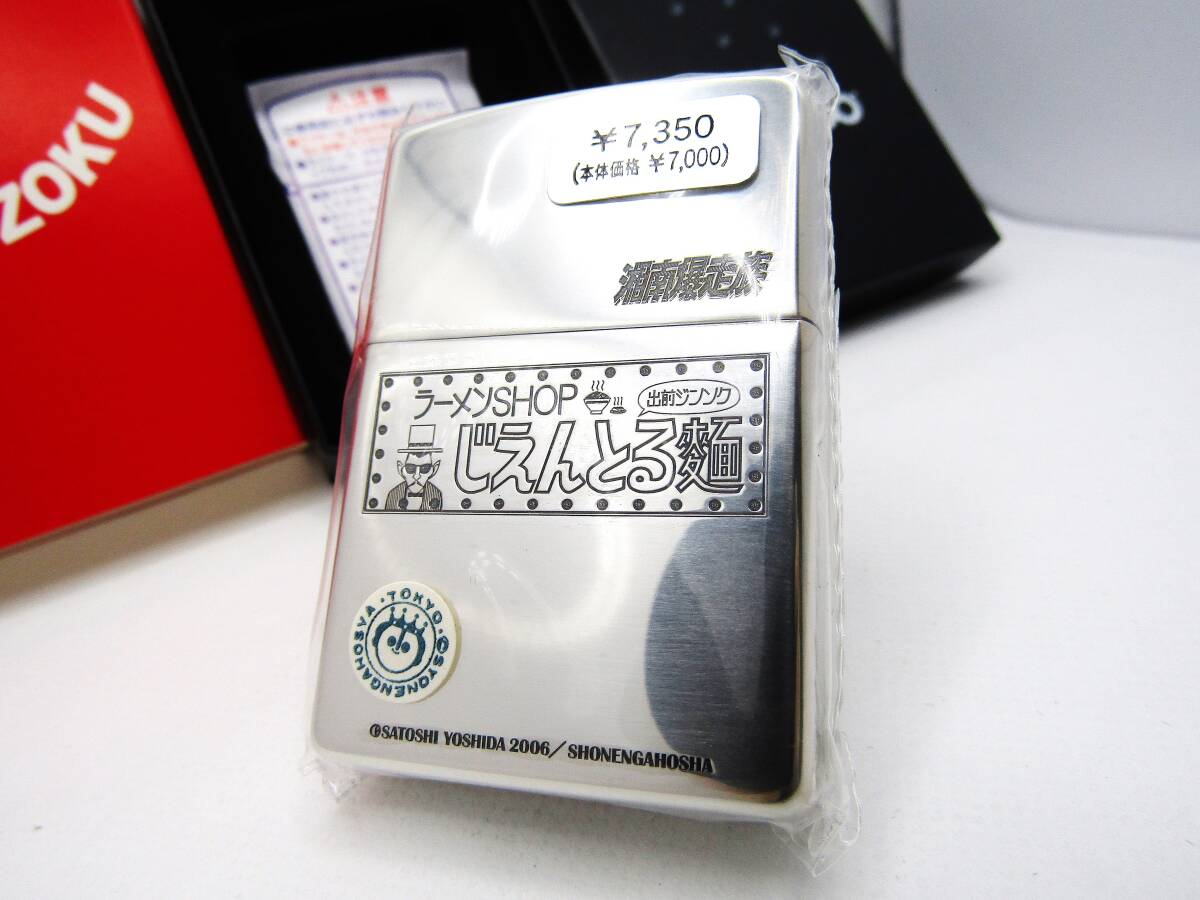 ZOKU
¥7,350
(本体価格 ¥7,000)
湘南爆走族
ラーメンSHOP
出前ジンソク
じえんとる麺
・TOKYO・©SYONENGAHOSYA
©SATOSHI YOSHIDA 2006/SHONENGAHOSHA